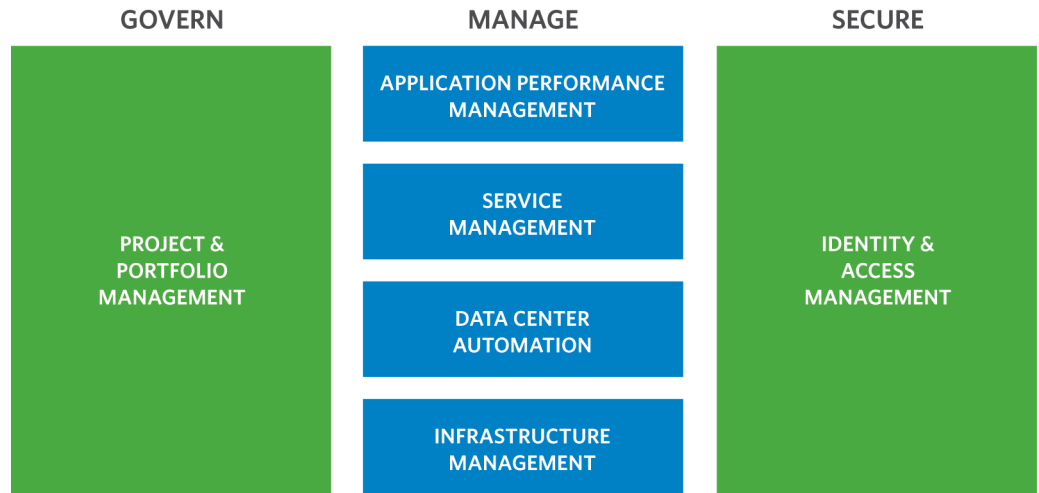 GOVERN
PROJECT &
PORTFOLIO
MANAGEMENT
MANAGE
APPLICATION PERFORMANCE
MANAGEMENT
SERVICE
MANAGEMENT
DATA CENTER
AUTOMATION
INFRASTRUCTURE
MANAGEMENT
SECURE
IDENTITY &
ACCESS
MANAGEMENT